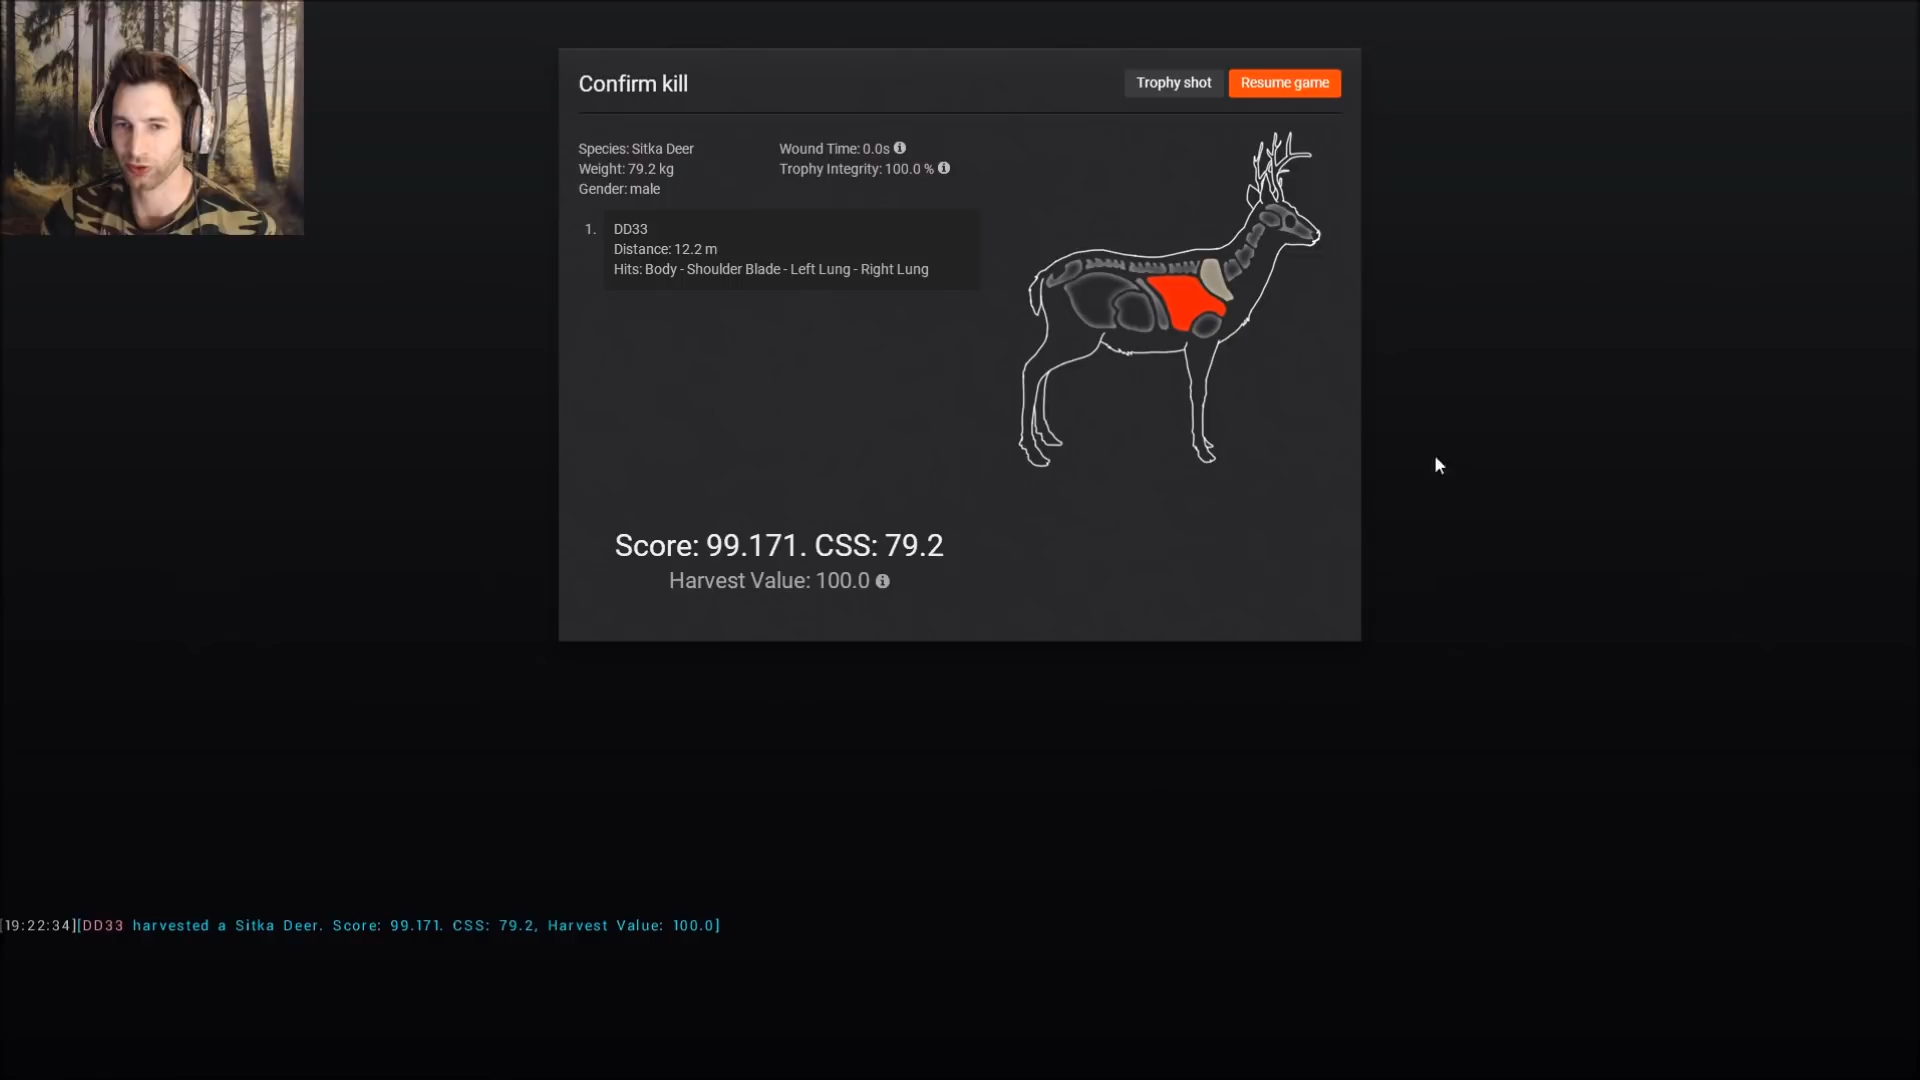 Confirm kill
Trophy shot
Resume game
Species: Sitka Deer
Weight: 79.2 kg
Gender: male
Wound Time: 0.0s
Trophy Integrity: 100.0 %
1. DD33
Distance: 12.2 m
Hits: Body - Shoulder Blade - Left Lung - Right Lung
Score: 99.171. CSS: 79.2
Harvest Value: 100.0
[19:22:34][DD33 harvested a Sitka Deer. Score: 99.171. CSS: 79.2, Harvest Value: 100.0]